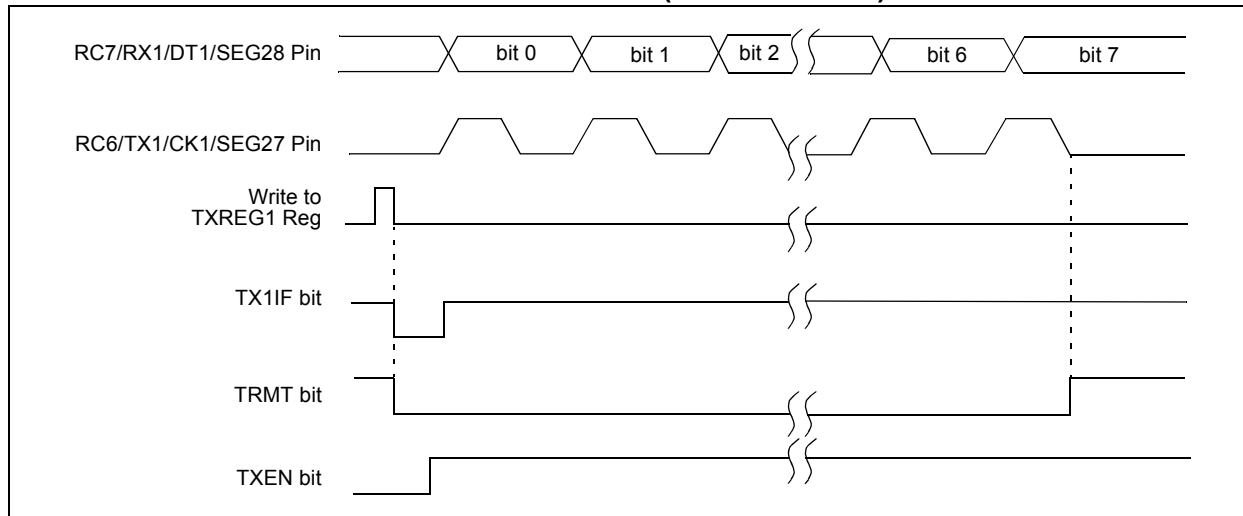 RC7/RX1/DT1/SEG28 Pin
bit 0
bit 1
bit 2
bit 6
bit 7
RC6/TX1/CK1/SEG27 Pin
Write to
TXREG1 Reg
TX1IF bit
TRMT bit
TXEN bit